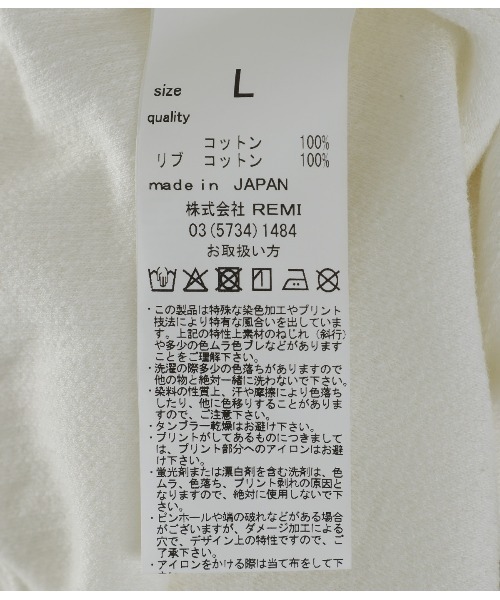 size L
quality
コットン 100%
リブ コットン 100%
made in JAPAN
株式会社 REMI
03(5734)1484
お取扱い方
・この製品は特殊な染色加工やプリント
技法により特有な風合いを出していま
す。上記の特性上素材のねじれ（斜行）
や多少の色ムラ色ブレなどがあります
ことをご理解下さい。
・洗濯の際多少の色落ちがありますので
他の物と絶対一緒に洗わないで下さい。
・染料の性質上、汗や摩擦により色落ち
したり、他に色移りすることがありま
すので、ご注意下さい。
・タンブラー乾燥はお避け下さい。
・プリントがしてあるものにつきまして
は、プリント部分へのアイロンはお避
け下さい。
・蛍光剤または漂白剤を含む洗剤は、色
ムラ、色落ち、プリント剥れの原因と
なりますので、絶対に使用しないで下
さい。
・ピンホールや端の破れなどがある場合
がございますが、ダメージ加工による
穴で、デザイン上の特性ですので、ご
了承下さい。
・アイロンをかける際は当て布をして下
さい。